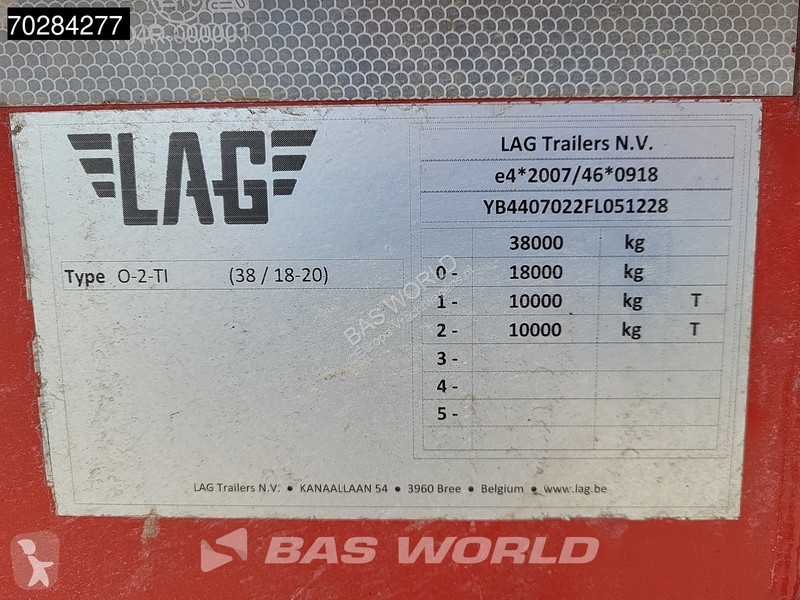 70284277
104R-000001
LAG
LAG Trailers N.V.
e4*2007/46*0918
YB4407022FL051228
Type O-2-TI (38 / 18-20)
38000 kg
0 - 18000 kg
1 - 10000 kg T
2 - 10000 kg T
3 -
4 -
5 -
BAS WORLD
LAG Trailers N.V. • KANAALLAAN 54 • 3960 Bree • Belgium • www.lag.be
BAS WORLD